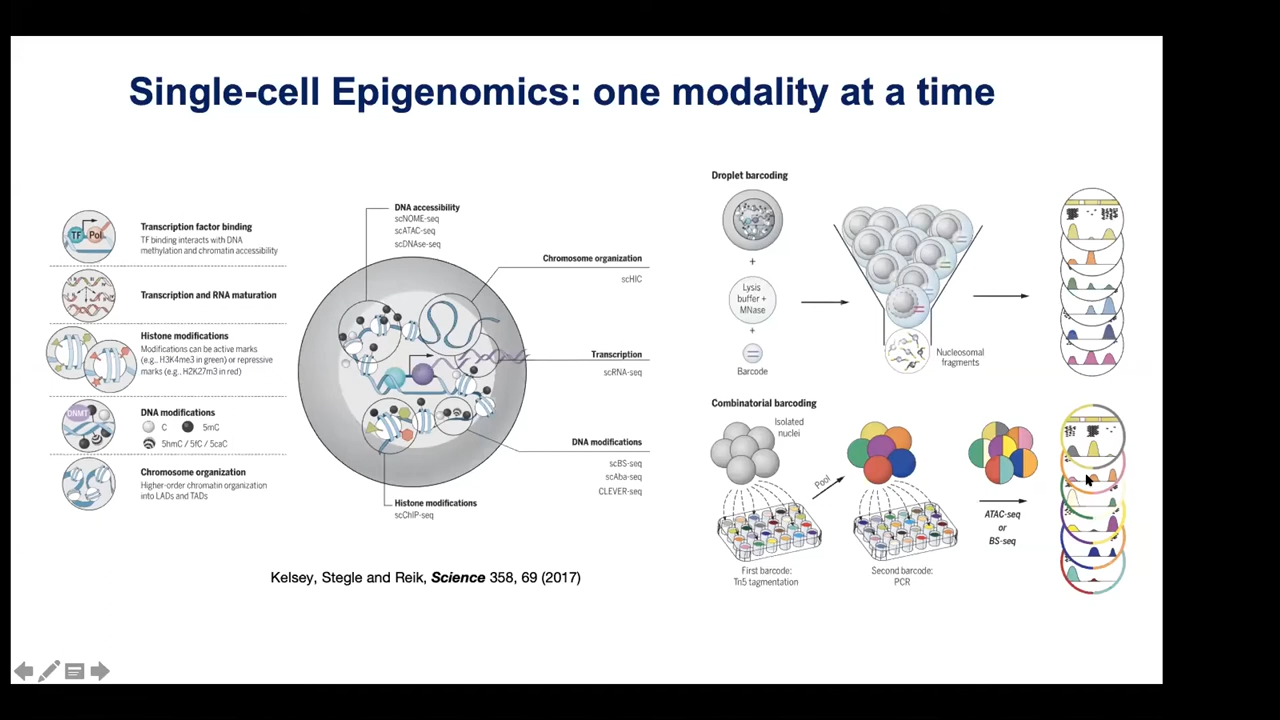 Single-cell Epigenomics: one modality at a time
TF
Pol
Transcription factor binding
TF binding interacts with DNA
methylation and chromatin accessibility
Transcription and RNA maturation
Histone modifications
Modifications can be active marks
(e.g., H3K4me3 in green) or repressive
marks (e.g., H2K27me3 in red)
DNMT
DNA modifications
C
5mC
5hmC / 5fC / 5caC
Chromosome organization
Higher-order chromatin organization
into LADs and TADs
DNA accessibility
scNOME-seq
scATAC-seq
scDNAse-seq
Chromosome organization
scHIC
Transcription
scRNA-seq
DNA modifications
scBS-seq
scAba-seq
CLEVER-seq
Histone modifications
scChIP-seq
Kelsey, Stegle and Reik, Science 358, 69 (2017)
Droplet barcoding
+
Lysis
buffer +
MNase
+
Barcode
Nucleosomal
fragments
Combinatorial barcoding
Isolated
nuclei
Pool
First barcode:
Tn5 tagmentation
Second barcode:
PCR
ATAC-seq
or
BS-seq